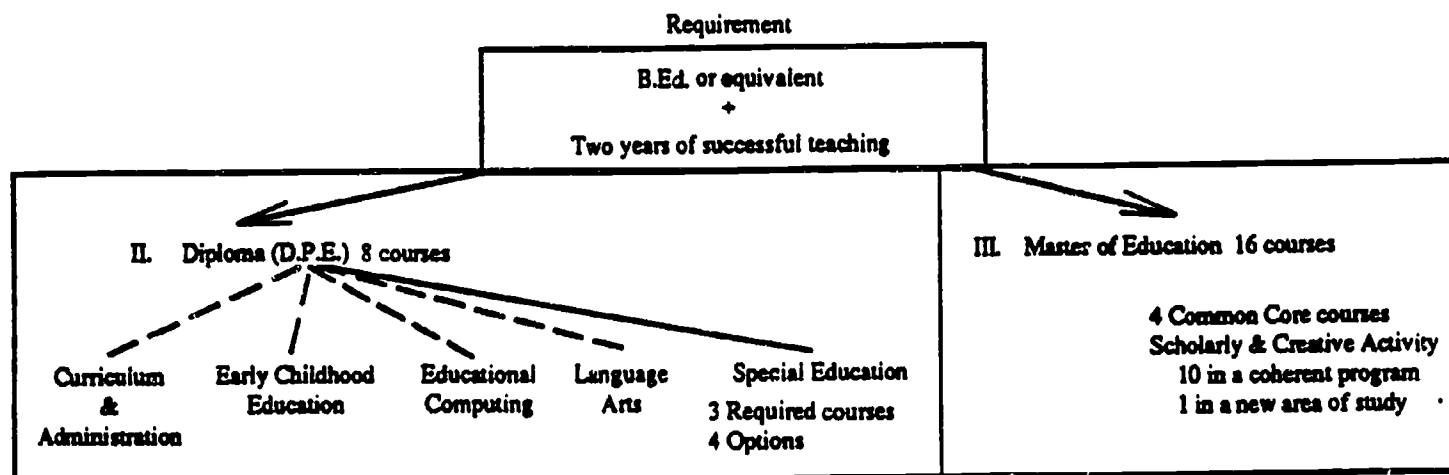 Requirement
B.Ed. or equivalent
+
Two years of successful teaching
II. Diploma (D.P.E.) 8 courses
Curriculum
&
Administration
Early Childhood
Education
Educational
Computing
Language
Arts
Special Education
3 Required courses
4 Options
III. Master of Education 16 courses
4 Common Core courses
Scholarly & Creative Activity
10 in a coherent program
1 in a new area of study